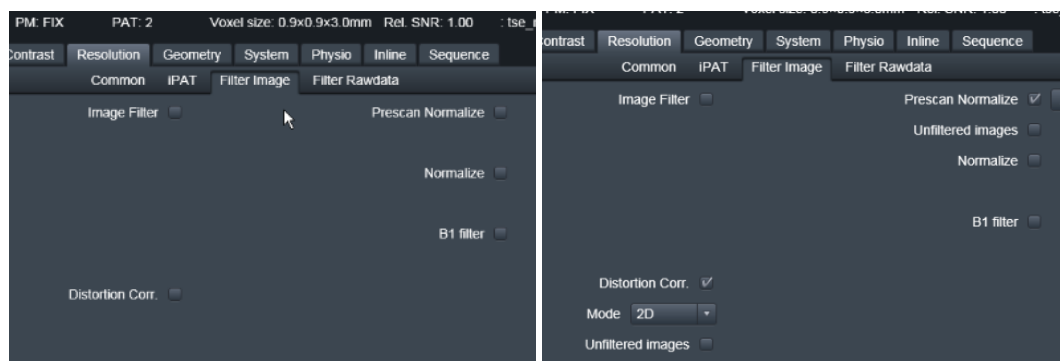 PM: FIX PAT: 2 Voxel size: 0.9×0.9×3.0mm Rel. SNR: 1.00 : tse_
Contrast Resolution Geometry System Physio Inline Sequence
Common iPAT Filter Image Filter Rawdata
Image Filter Prescan Normalize
Normalize
B1 filter
Distortion Corr.
ontrast Resolution Geometry System Physio Inline Sequence
Common iPAT Filter Image Filter Rawdata
Image Filter Prescan Normalize
Unfiltered images
Normalize
B1 filter
Distortion Corr.
Mode 2D
Unfiltered images